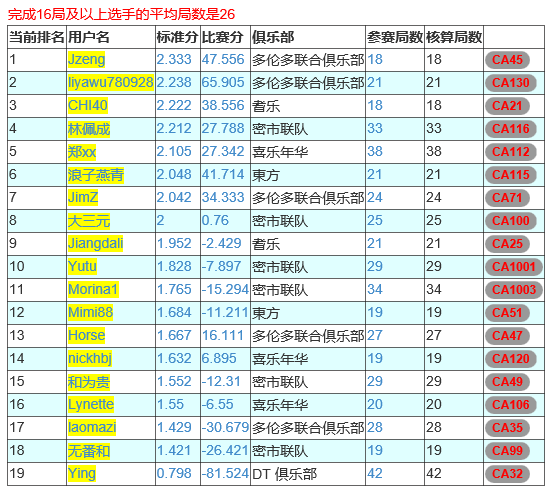 完成16局及以上选手的平均局数是26
当前排名 用户名 标准分 比赛分 俱乐部 参赛局数 核算局数
1 Jzeng 2.333 47.556 多伦多联合俱乐部 18 18 CA45
2 liyawu780928 2.238 65.905 多伦多联合俱乐部 21 21 CA130
3 CHI40 2.222 38.556 耆乐 18 18 CA21
4 林佩成 2.212 27.788 密市联队 33 33 CA116
5 郑xx 2.105 27.342 喜乐年华 38 38 CA112
6 浪子燕青 2.048 41.714 東方 21 21 CA115
7 JimZ 2.042 34.333 多伦多联合俱乐部 24 24 CA71
8 大三元 2 0.76 密市联队 25 25 CA100
9 Jiangdali 1.952 -2.429 耆乐 21 21 CA25
10 Yutu 1.828 -7.897 密市联队 29 29 CA1001
11 Morina1 1.765 -15.294 密市联队 34 34 CA1003
12 Mimi88 1.684 -11.211 東方 19 19 CA51
13 Horse 1.667 16.111 多伦多联合俱乐部 27 27 CA47
14 nickhbj 1.632 6.895 喜乐年华 19 19 CA120
15 和为贵 1.552 -12.31 密市联队 29 29 CA49
16 Lynette 1.55 -6.55 喜乐年华 20 20 CA106
17 laomazi 1.429 -30.679 多伦多联合俱乐部 28 28 CA35
18 无番和 1.421 -26.421 密市联队 19 19 CA99
19 Ying 0.798 -81.524 DT 俱乐部 42 42 CA32